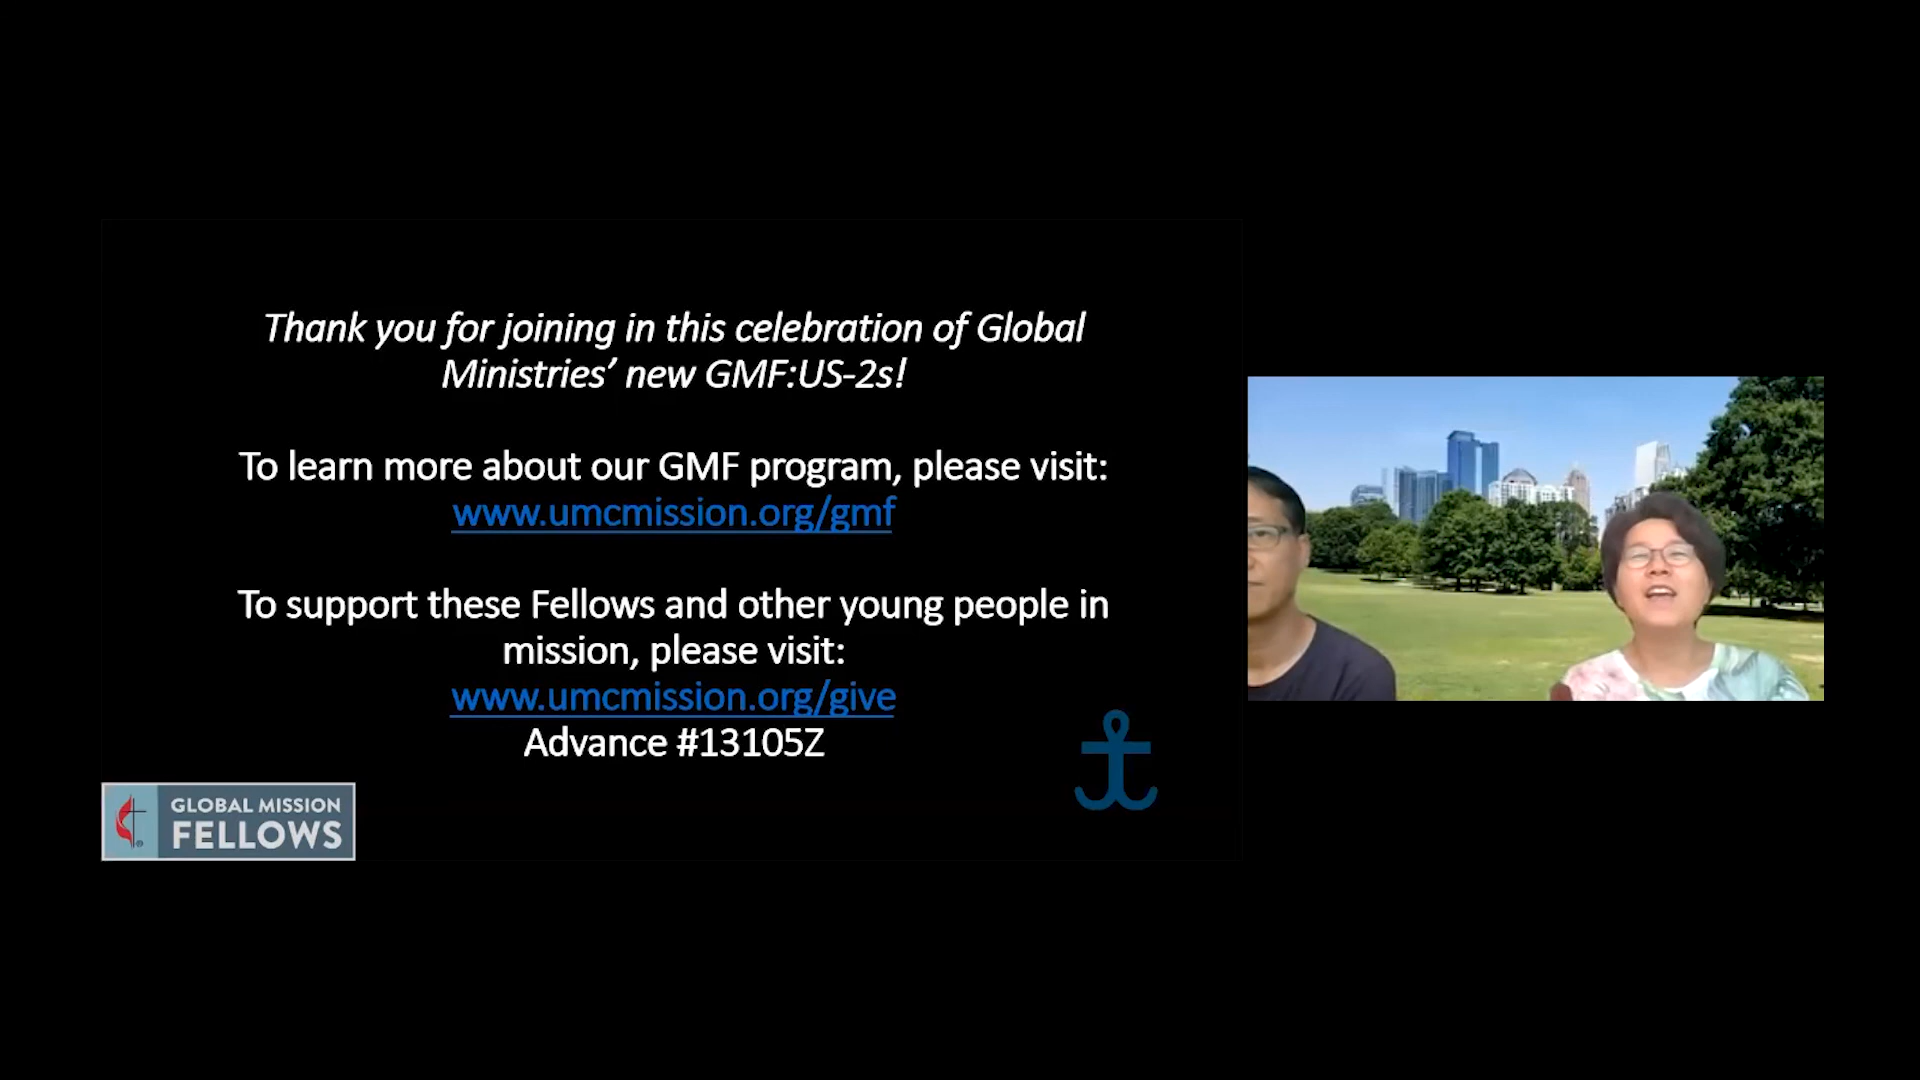 Thank you for joining in this celebration of Global
Ministries’ new GMF:US-2s!
To learn more about our GMF program, please visit:
www.umcmission.org/gmf
To support these Fellows and other young people in
mission, please visit:
www.umcmission.org/give
Advance #13105Z
GLOBAL MISSION
FELLOWS